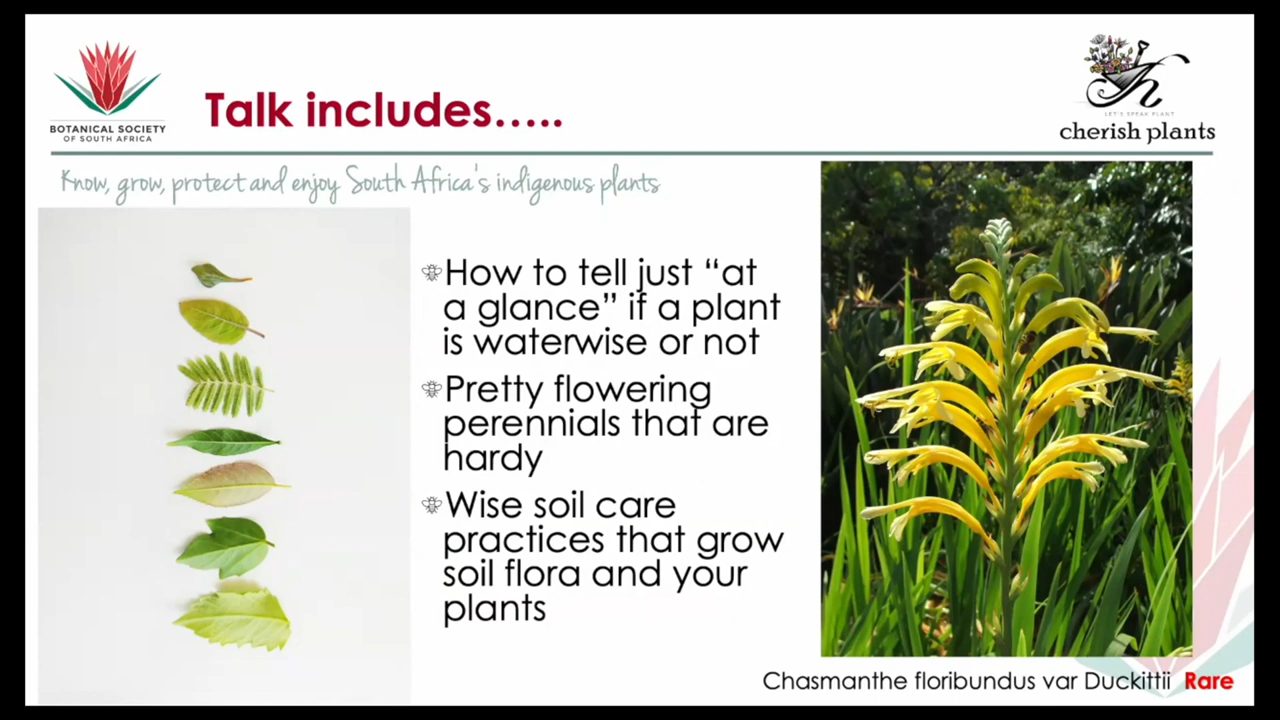 BOTANICAL SOCIETY
OF SOUTH AFRICA
Talk includes.....
LET'S SPEAK PLANT
cherish plants
Know, grow, protect and enjoy South Africa's indigenous plants
How to tell just “at
a glance” if a plant
is waterwise or not
Pretty flowering
perennials that are
hardy
Wise soil care
practices that grow
soil flora and your
plants
Chasmanthe floribundus var Duckittii Rare